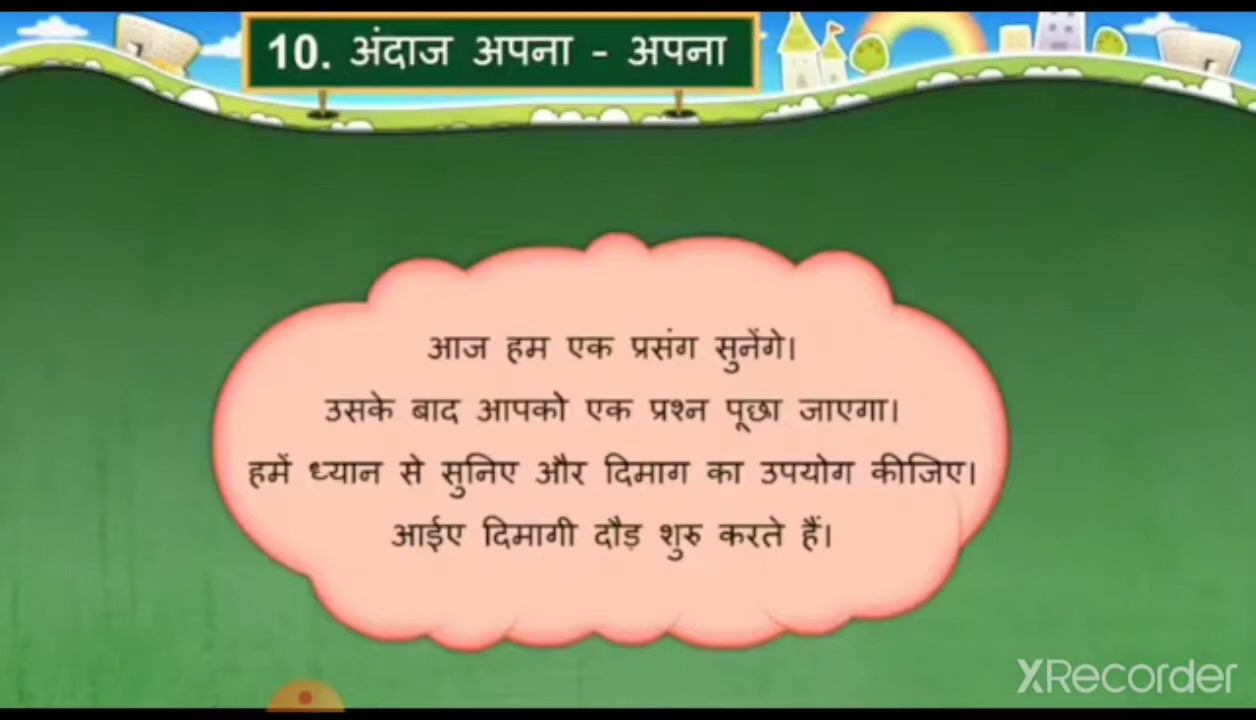 10. अंदाज अपना - अपना
आज हम एक प्रसंग सुनेंगे।
उसके बाद आपको एक प्रश्न पूछा जाएगा।
हमें ध्यान से सुनिए और दिमाग का उपयोग कीजिए।
आईए दिमागी दौड़ शुरु करते हैं।
XRecorder